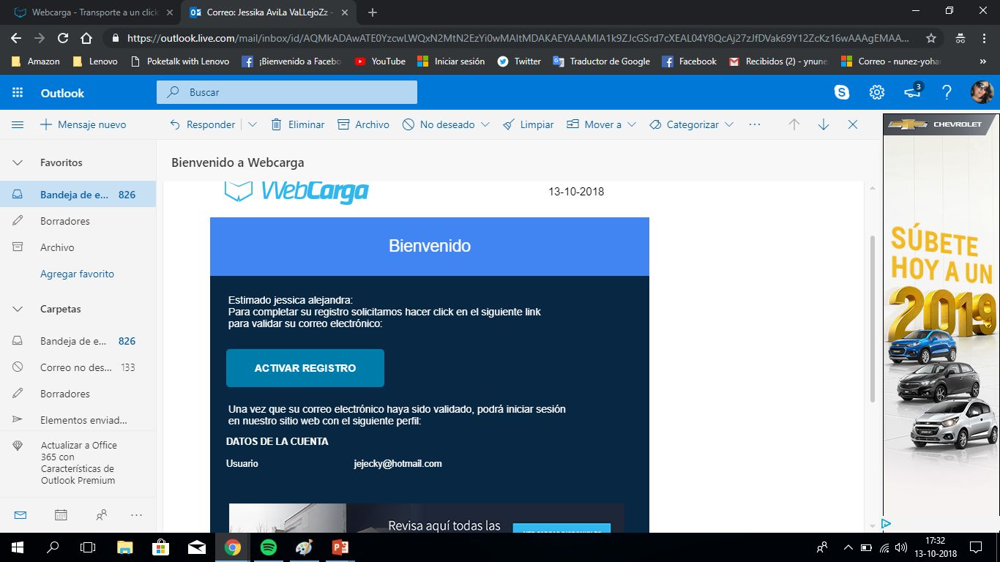 Webcarga - Transporte a un click
Correo: Jessika AviLa VaLLejoZz -
https://outlook.live.com/mail/inbox/id/AQMkADAwATE0YzcwLWQxN2MtN2EzYi0wMAItMDAKAEYAAAMIA1k9ZJcGSrd7cXEAL04Y8QcAj27zJfDVak69Y12ZcKz16wAAAgEMAA...
Amazon
Lenovo
Poketalk with Lenovo
¡Bienvenido a Facebo
YouTube
Iniciar sesión
Twitter
Traductor de Google
Facebook
Recibidos (2) - ynune
Correo - nunez-yoha
»
Outlook
Buscar
3
Mensaje nuevo
Responder
Eliminar
Archivo
No deseado
Limpiar
Mover a
Categorizar
Favoritos
Bandeja de e... 826
Borradores
Archivo
Agregar favorito
Carpetas
Bandeja de e... 826
Correo no des... 133
Borradores
Elementos enviad...
Actualizar a Office
365 con
Características de
Outlook Premium
Bienvenido a Webcarga
WebCarga
13-10-2018
Bienvenido
Estimado jessica alejandra:
Para completar su registro solicitamos hacer click en el siguiente link
para validar su correo electrónico:
ACTIVAR REGISTRO
Una vez que su correo electrónico haya sido validado, podrá iniciar sesión
en nuestro sitio web con el siguiente perfil:
DATOS DE LA CUENTA
Usuario jejecky@hotmail.com
Revisa aquí todas las
VER CARGAS DISPONIBLES
CHEVROLET
SÚBETE
HOY A UN
2019
17:32
13-10-2018